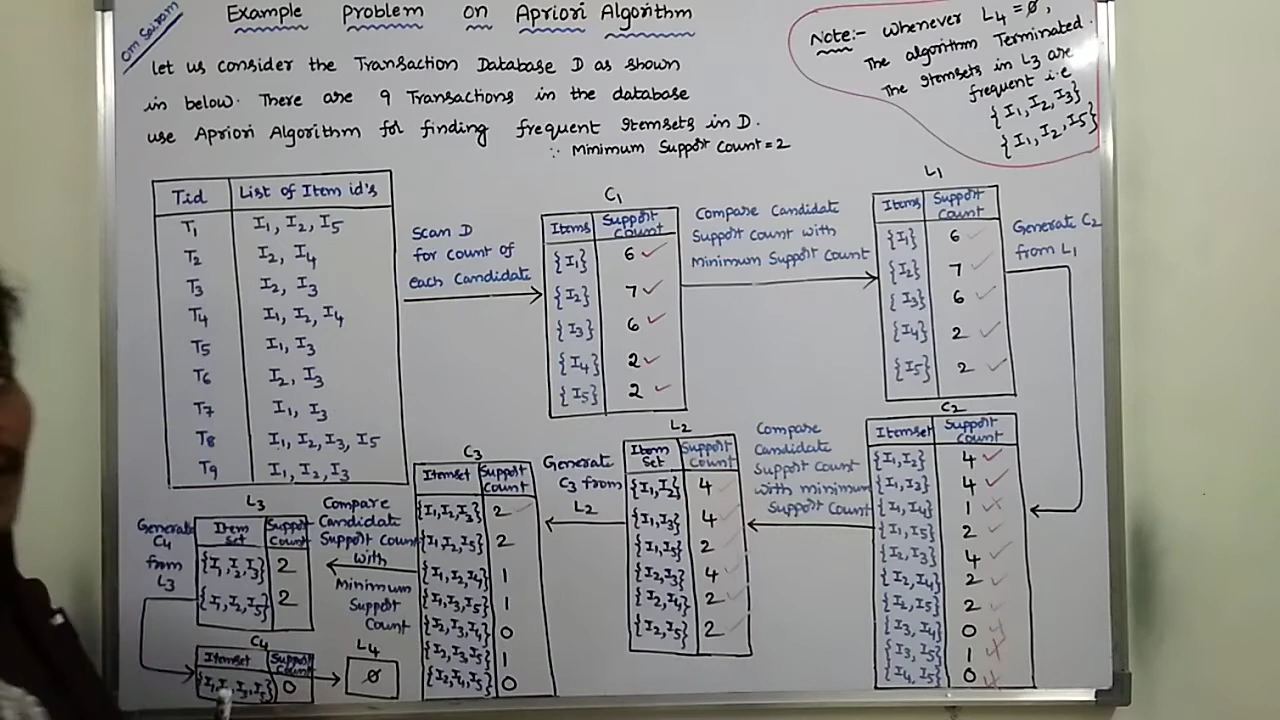 Om Sairam
Example Problem on Apriori Algorithm
let us consider the Transaction Database D as shown
in below. There are 9 Transactions in the database
use Apriori Algorithm for finding frequent Itemsets in D.
∵ Minimum Support Count = 2
Note:- Whenever L4 = Ø,
The algorithm Terminated.
The Itemsets in L3 are
frequent i.e
{I1, I2, I3}
{I1, I2, I5}
Tid List of Item id's
T1 I1, I2, I5
T2 I2, I4
T3 I2, I3
T4 I1, I2, I4
T5 I1, I3
T6 I2, I3
T7 I1, I3
T8 I1, I2, I3, I5
T9 I1, I2, I3
Scan D
for count of
each Candidate
C1
Items Support Count
{I1} 6 ✓
{I2} 7 ✓
{I3} 6 ✓
{I4} 2 ✓
{I5} 2 ✓
Compare Candidate
Support Count with
Minimum Support Count
L1
Items Support Count
{I1} 6 ✓
{I2} 7 ✓
{I3} 6 ✓
{I4} 2 ✓
{I5} 2 ✓
Generate C2
from L1
C2
Itemset Support Count
{I1, I2} 4 ✓
{I1, I3} 4 ✓
{I1, I4} 1 ✗
{I1, I5} 2 ✓
{I2, I3} 4 ✓
{I2, I4} 2 ✓
{I2, I5} 2 ✓
{I3, I4} 0 ✗
{I3, I5} 1 ✗
{I4, I5} 0 ✗
Compare
Candidate
Support Count
with minimum
Support Count
L2
Item Set Support Count
{I1, I2} 4 ✓
{I1, I3} 4 ✓
{I1, I5} 2 ✓
{I2, I3} 4 ✓
{I2, I4} 2 ✓
{I2, I5} 2 ✓
Generate
C3 from
L2
C3
Itemset Support Count
{I1, I2, I3} 2 ✓
{I1, I2, I5} 2
{I1, I2, I4} 1
{I1, I3, I5} 1
{I2, I3, I4} 0
{I2, I3, I5} 1
{I2, I4, I5} 0
Compare
Candidate
Support Count
with
Minimum
Support
Count
L3
Item Set Support Count
{I1, I2, I3} 2
{I1, I2, I5} 2
Generate
C4
from
L3
C4
Itemset Support Count
{I1, I2, I3, I5} 0
L4
Ø